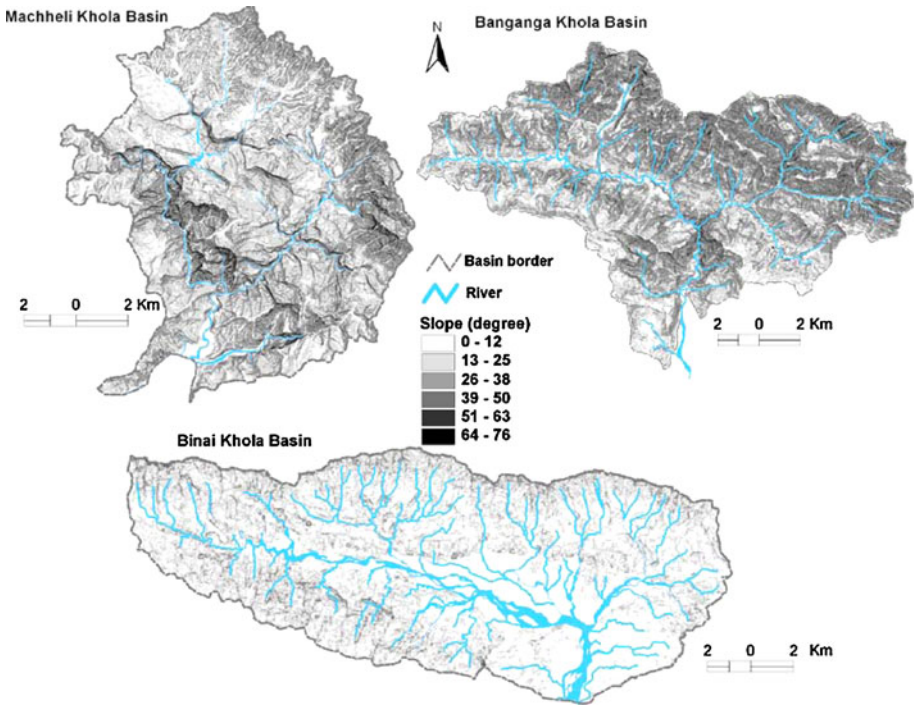 Machheli Khola Basin
N
Banganga Khola Basin
Basin border
River
2 0 2 Km
Slope (degree)
0 - 12
13 - 25
26 - 38
39 - 50
51 - 63
64 - 76
2 0 2 Km
Binai Khola Basin
2 0 2 Km